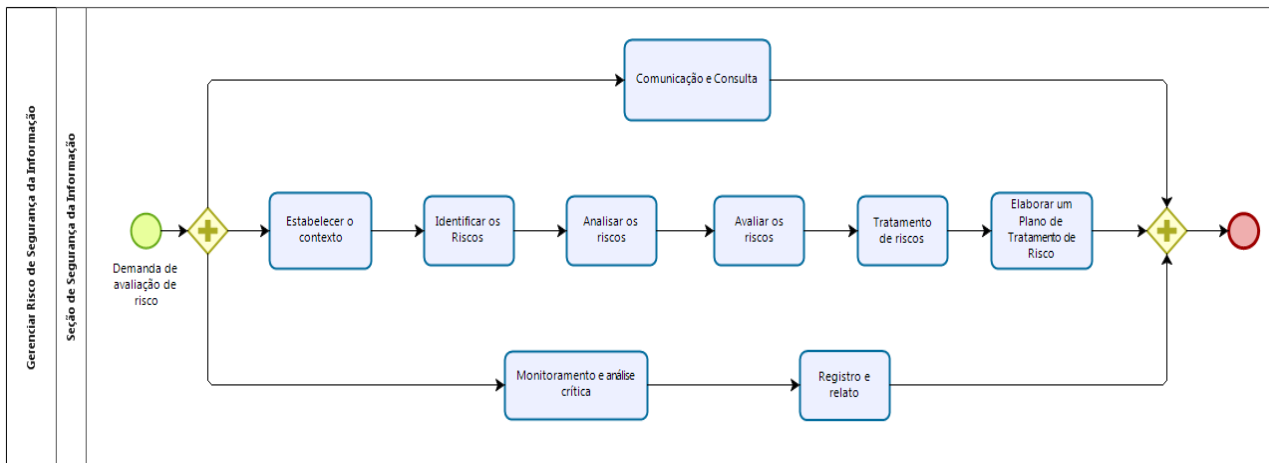 Gerenciar Risco de Segurança da Informação
Seção de Segurança da Informação
Demanda de
avaliação de
risco
Comunicação e Consulta
Estabelecer o
contexto
Identificar os
Riscos
Analisar os
riscos
Avaliar os
riscos
Tratamento
de riscos
Elaborar um
Plano de
Tratamento de
Risco
Monitoramento e análise
crítica
Registro e
relato